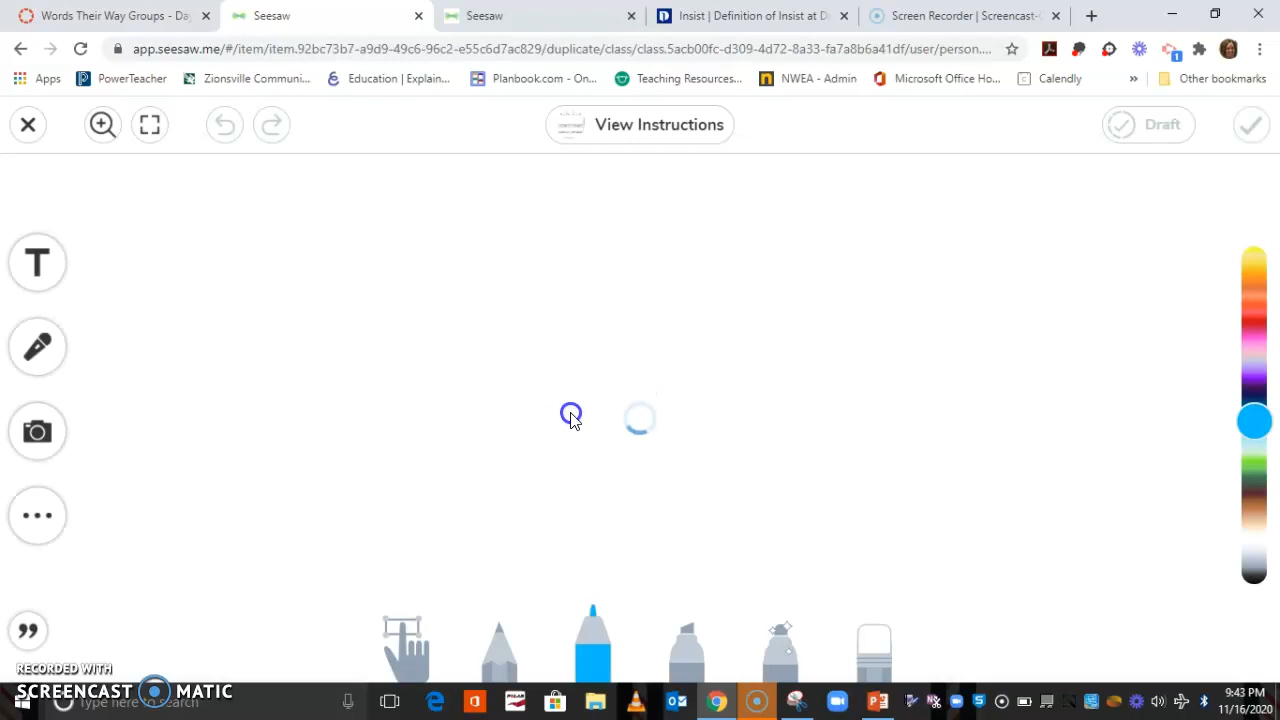 Words Their Way Groups - Da
Seesaw
Seesaw
Insist | Definition of Insist at D
Screen Recorder | Screencast-
app.seesaw.me/#/item/item.92bc73b7-a9d9-49c6-96c2-e55c6d7ac829/duplicate/class/class.5acb00fc-d309-4d72-8a33-fa7a8b6a41df/user/person....
1
Apps
PowerTeacher
Zionsville Communi...
Education | Explain...
Planbook.com - On...
Teaching Resources...
NWEA - Admin
Microsoft Office Ho...
Calendly
»
Other bookmarks
View Instructions
Draft
T
RECORDED WITH
SCREENCAST MATIC
Type here to search
9:43 PM
11/16/2020